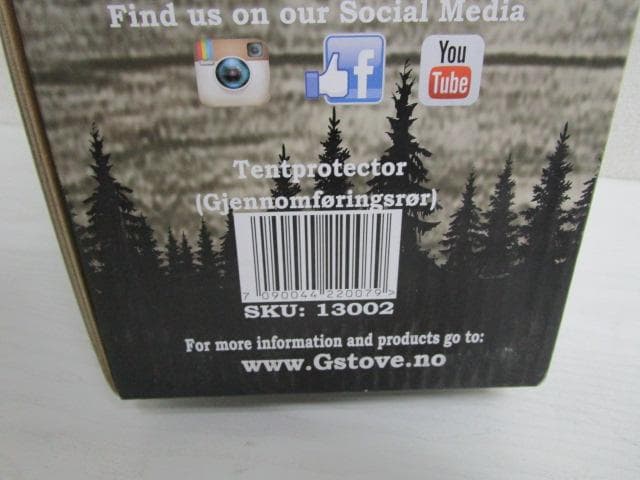 Find us on our Social Media
You
Tube
f
Tentprotector
(Gjennomføringsrør)
7 090044 220079 >
SKU: 13002
For more information and products go to:
www.Gstove.no